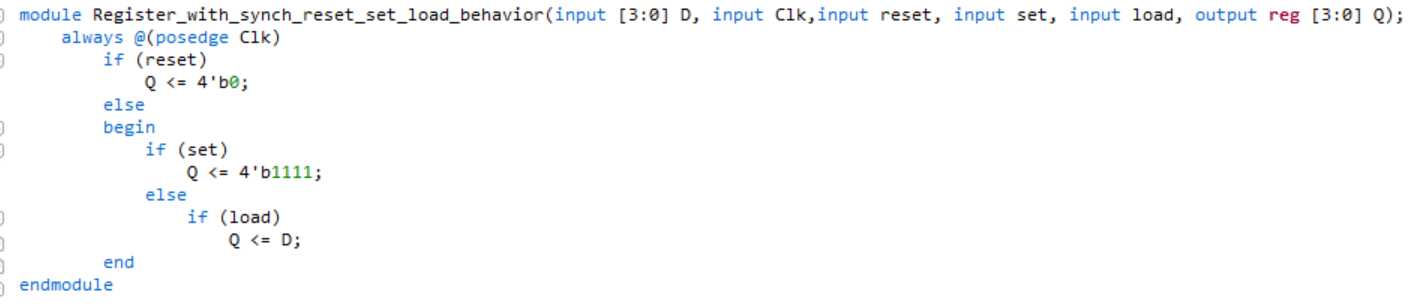 module Register_with_synch_reset_set_load_behavior(input [3:0] D, input Clk,input reset, input set, input load, output reg [3:0] Q);
always @(posedge Clk)
if (reset)
Q <= 4'b0;
else
begin
if (set)
Q <= 4'b1111;
else
if (load)
Q <= D;
end
endmodule